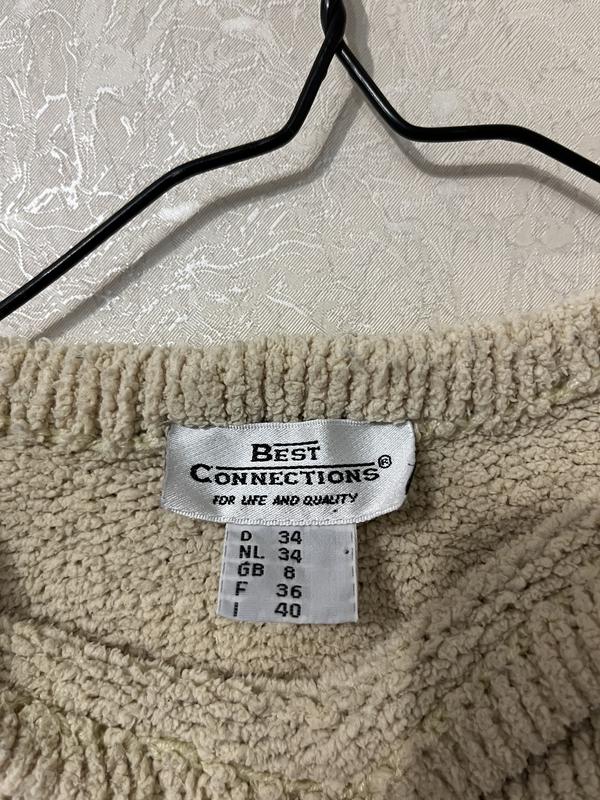 BEST
CONNECTIONS®
FOR LIFE AND QUALITY
D 34
NL 34
GB 8
F 36
I 40